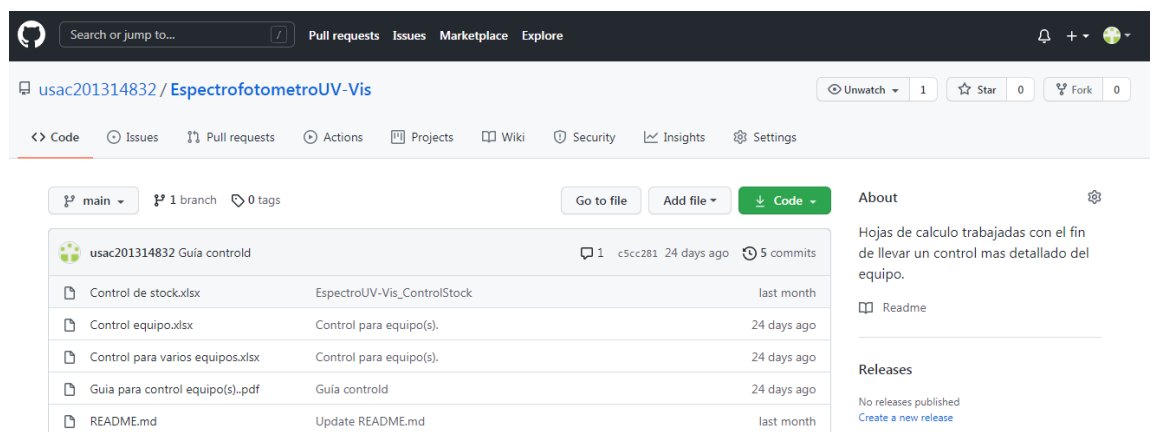 Search or jump to... / Pull requests Issues Marketplace Explore
usac201314832 / EspectrofotometroUV-Vis Unwatch 1 Star 0 Fork 0
Code Issues Pull requests Actions Projects Wiki Security Insights Settings
main 1 branch 0 tags Go to file Add file Code
usac201314832 Guía controld 1 c5cc281 24 days ago 5 commits
Control de stock.xlsx EspectroUV-Vis_ControlStock last month
Control equipo.xlsx Control para equipo(s). 24 days ago
Control para varios equipos.xlsx Control para equipo(s). 24 days ago
Guia para control equipo(s)..pdf Guía controld 24 days ago
README.md Update README.md last month
About
Hojas de calculo trabajadas con el fin
de llevar un control mas detallado del
equipo.
Readme
Releases
No releases published
Create a new release